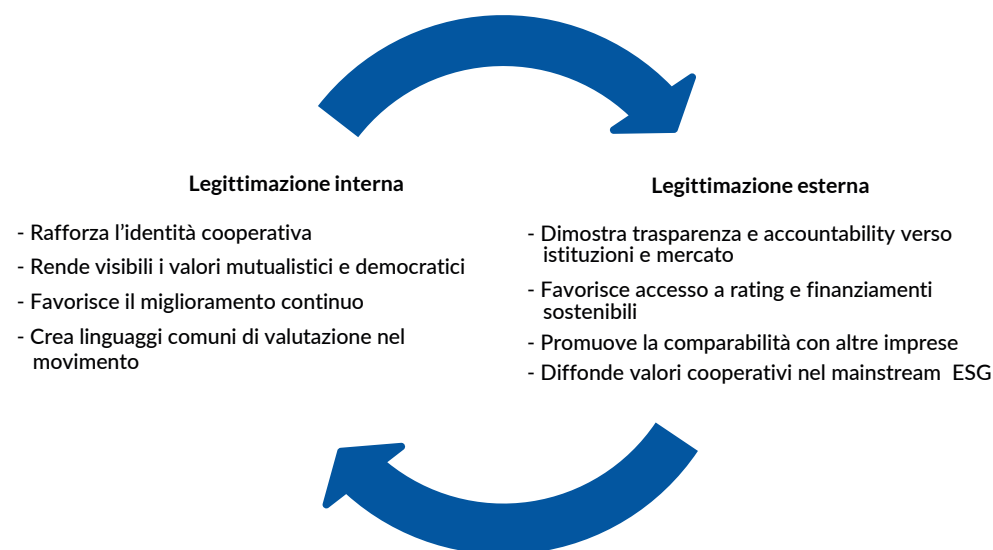 Legittimazione interna
- Rafforza l’identità cooperativa
- Rende visibili i valori mutualistici e democratici
- Favorisce il miglioramento continuo
- Crea linguaggi comuni di valutazione nel
movimento
Legittimazione esterna
- Dimostra trasparenza e accountability verso
istituzioni e mercato
- Favorisce accesso a rating e finanziamenti
sostenibili
- Promuove la comparabilità con altre imprese
- Diffonde valori cooperativi nel mainstream ESG